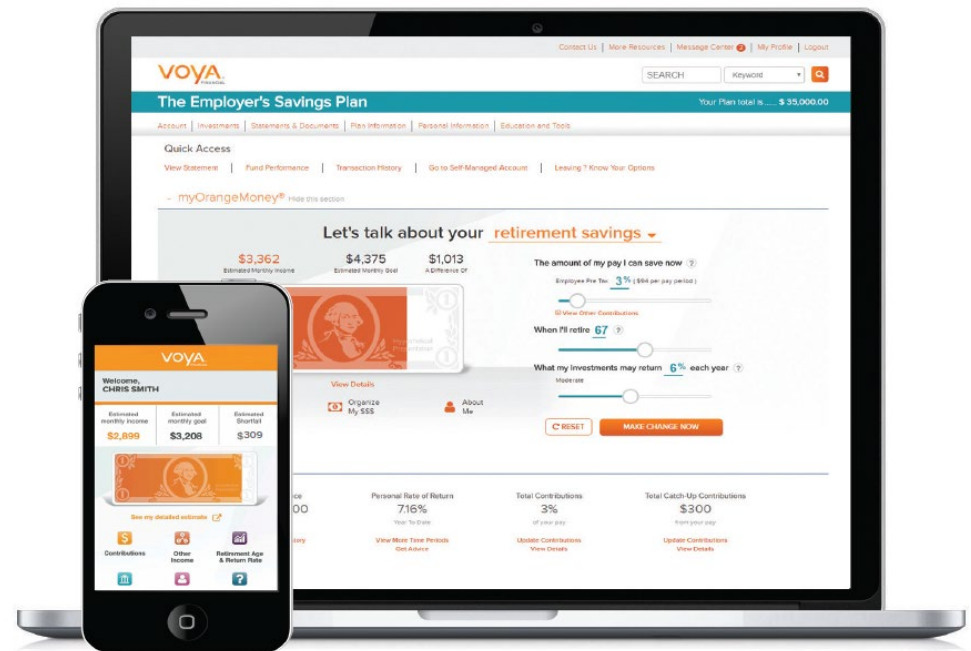 Contact Us | More Resources | Message Center 2 | My Profile | Logout
VOYA
FINANCIAL
SEARCH
Keyword
The Employer's Savings Plan
Your Plan total is ..... $ 35,000.00
Account | Investments | Statements & Documents | Plan Information | Personal Information | Education and Tools
Quick Access
View Statement | Fund Performance | Transaction History | Go to Self-Managed Account | Leaving ? Know Your Options
- myOrangeMoney® Hide this section
Let's talk about your retirement savings
$3,362 $4,375 $1,013
Estimated Monthly Income Estimated Monthly Goal A Difference Of
Hypothetical
Presentation
View Details
Organize
My $$$
About
Me
The amount of my pay I can save now ?
Employee Pre Tax 3% ( $94 per pay period )
View Other Contributions
When I'll retire 67 ?
What my investments may return 6% each year ?
Moderate
RESET
MAKE CHANGE NOW
Personal Rate of Return
7.16%
Year To Date
View More Time Periods
Get Advice
Total Contributions
3%
of your pay
Update Contributions
View Details
Total Catch-Up Contributions
$300
from your pay
Update Contributions
View Details
VOYA
Welcome,
CHRIS SMITH
Estimated
monthly income
$2,899
Estimated
monthly goal
$3,208
Estimated
Shortfall
$309
See my detailed estimate
Contributions
Other
Income
Retirement Age
& Return Rate